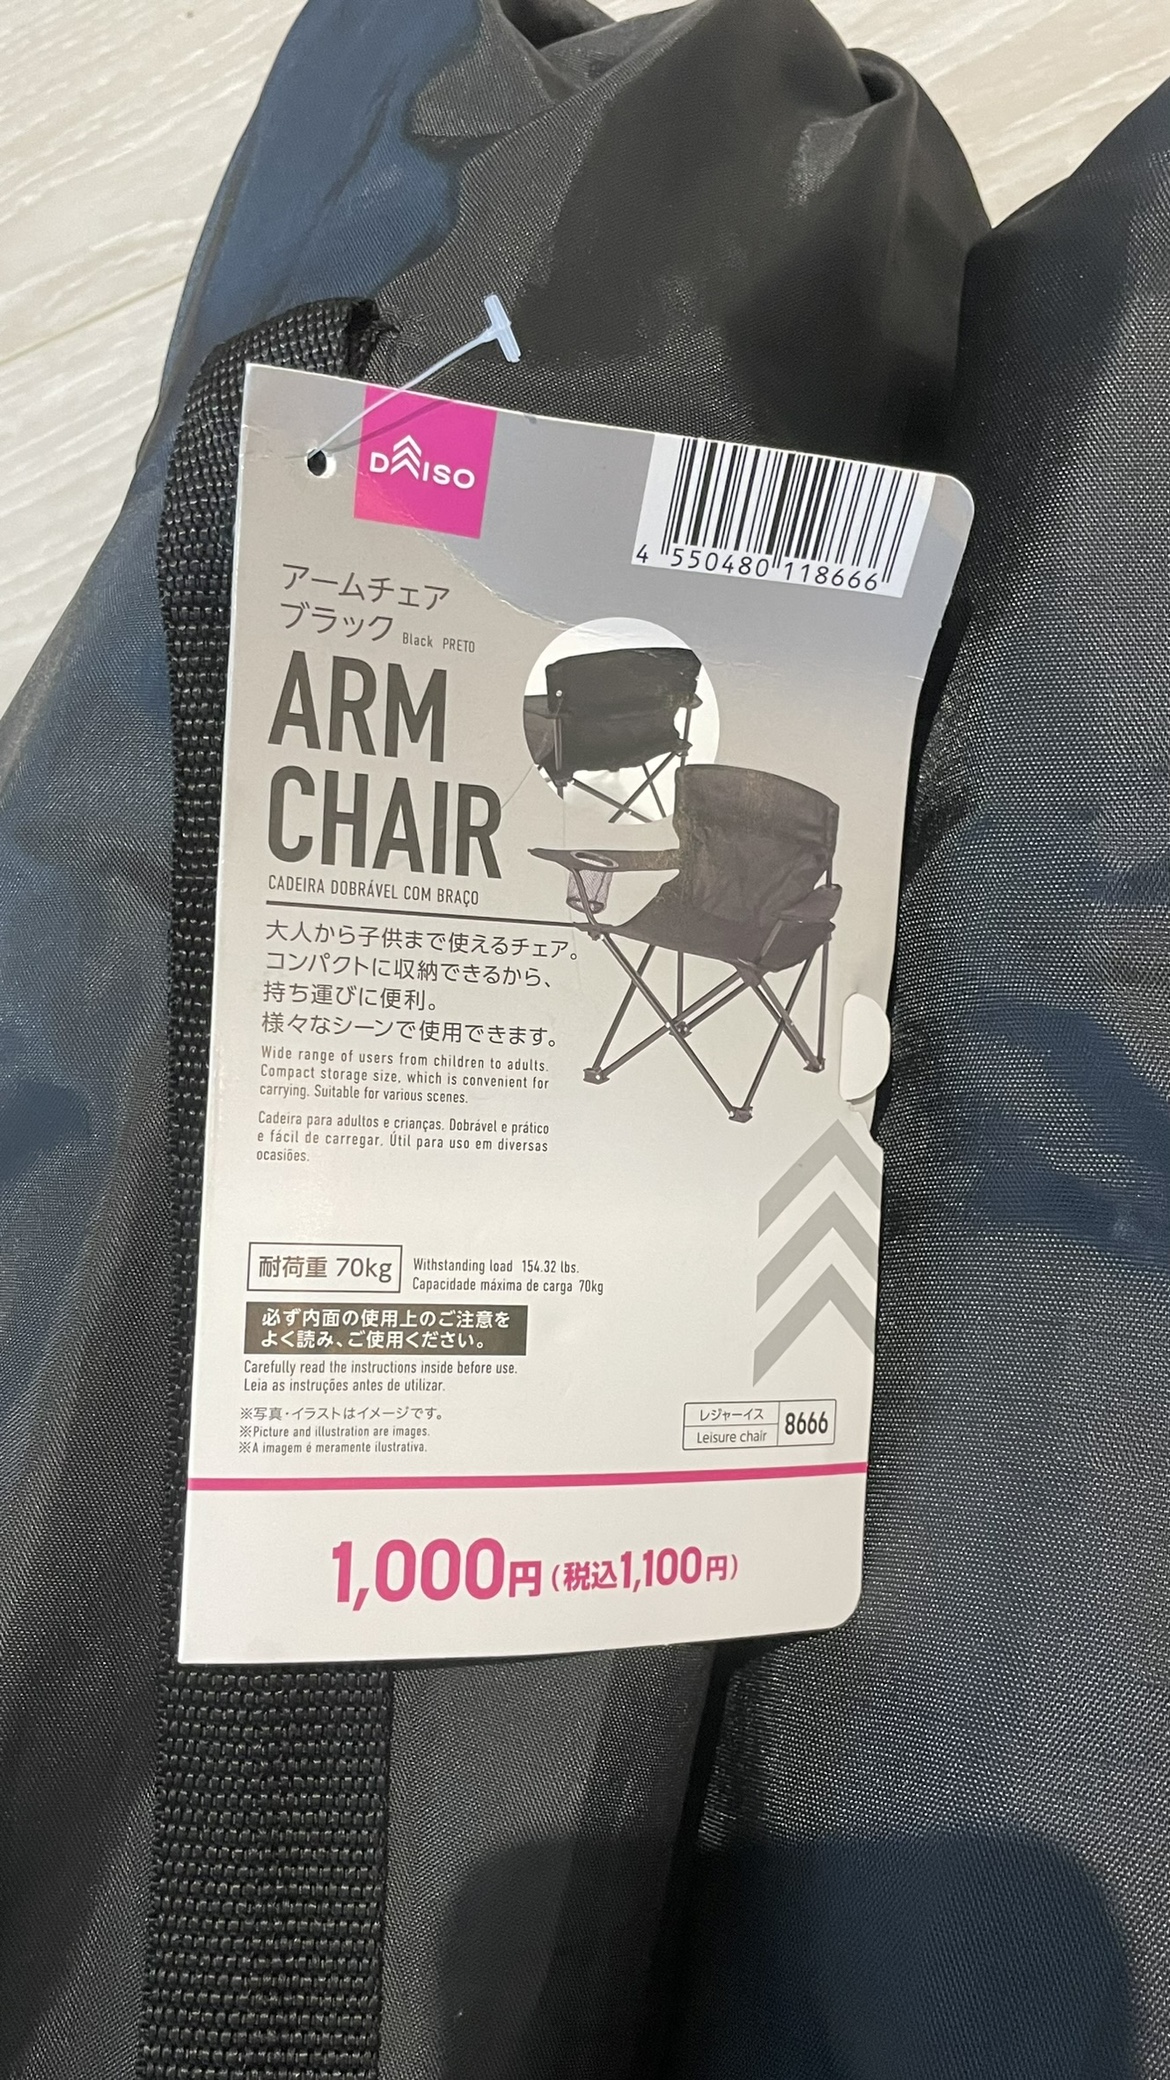 DAISO
4 550480 118666
アームチェア
ブラック Black PRETO
ARM
CHAIR
CADEIRA DOBRÁVEL COM BRAÇO
大人から子供まで使えるチェア。
コンパクトに収納できるから、
持ち運びに便利。
様々なシーンで使用できます。
Wide range of users from children to adults.
Compact storage size, which is convenient for
carrying. Suitable for various scenes.
Cadeira para adultos e crianças. Dobrável e prático
e fácil de carregar. Útil para uso em diversas
ocasiões.
耐荷重 70kg
Withstanding load 154.32 lbs.
Capacidade máxima de carga 70kg
必ず内面の使用上のご注意を
よく読み、ご使用ください。
Carefully read the instructions inside before use.
Leia as instruções antes de utilizar.
※写真・イラストはイメージです。
※Picture and illustration are images.
※A imagem é meramente ilustrativa.
レジャーイス
Leisure chair
8666
1,000円(税込1,100円)